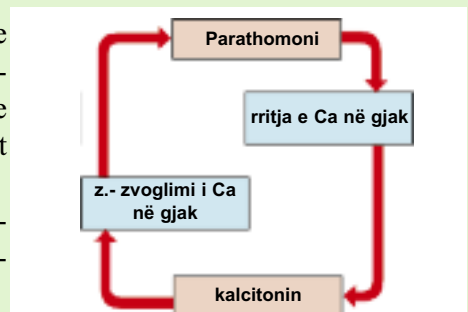 e
-
e
t
-
-
Parathomoni
rritja e Ca në gjak
z.- zvoglimi i Ca
në gjak
kalcitonin